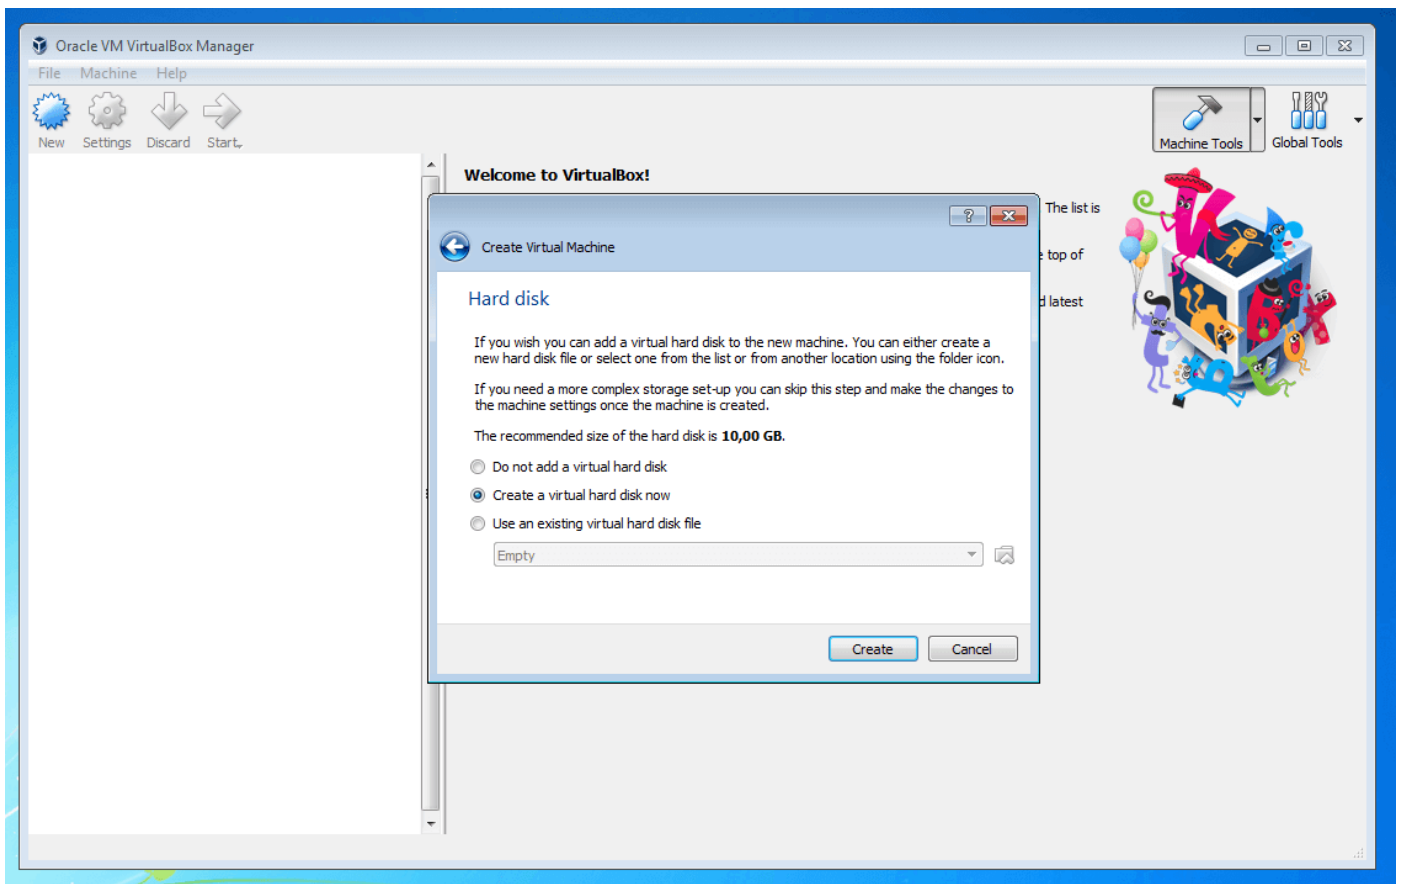 Oracle VM VirtualBox Manager
File Machine Help
New Settings Discard Start
Machine Tools Global Tools
Welcome to VirtualBox!
The list is
top of
latest
?
Create Virtual Machine
Hard disk
If you wish you can add a virtual hard disk to the new machine. You can either create a
new hard disk file or select one from the list or from another location using the folder icon.
If you need a more complex storage set-up you can skip this step and make the changes to
the machine settings once the machine is created.
The recommended size of the hard disk is 10,00 GB.
Do not add a virtual hard disk
Create a virtual hard disk now
Use an existing virtual hard disk file
Empty
Create Cancel